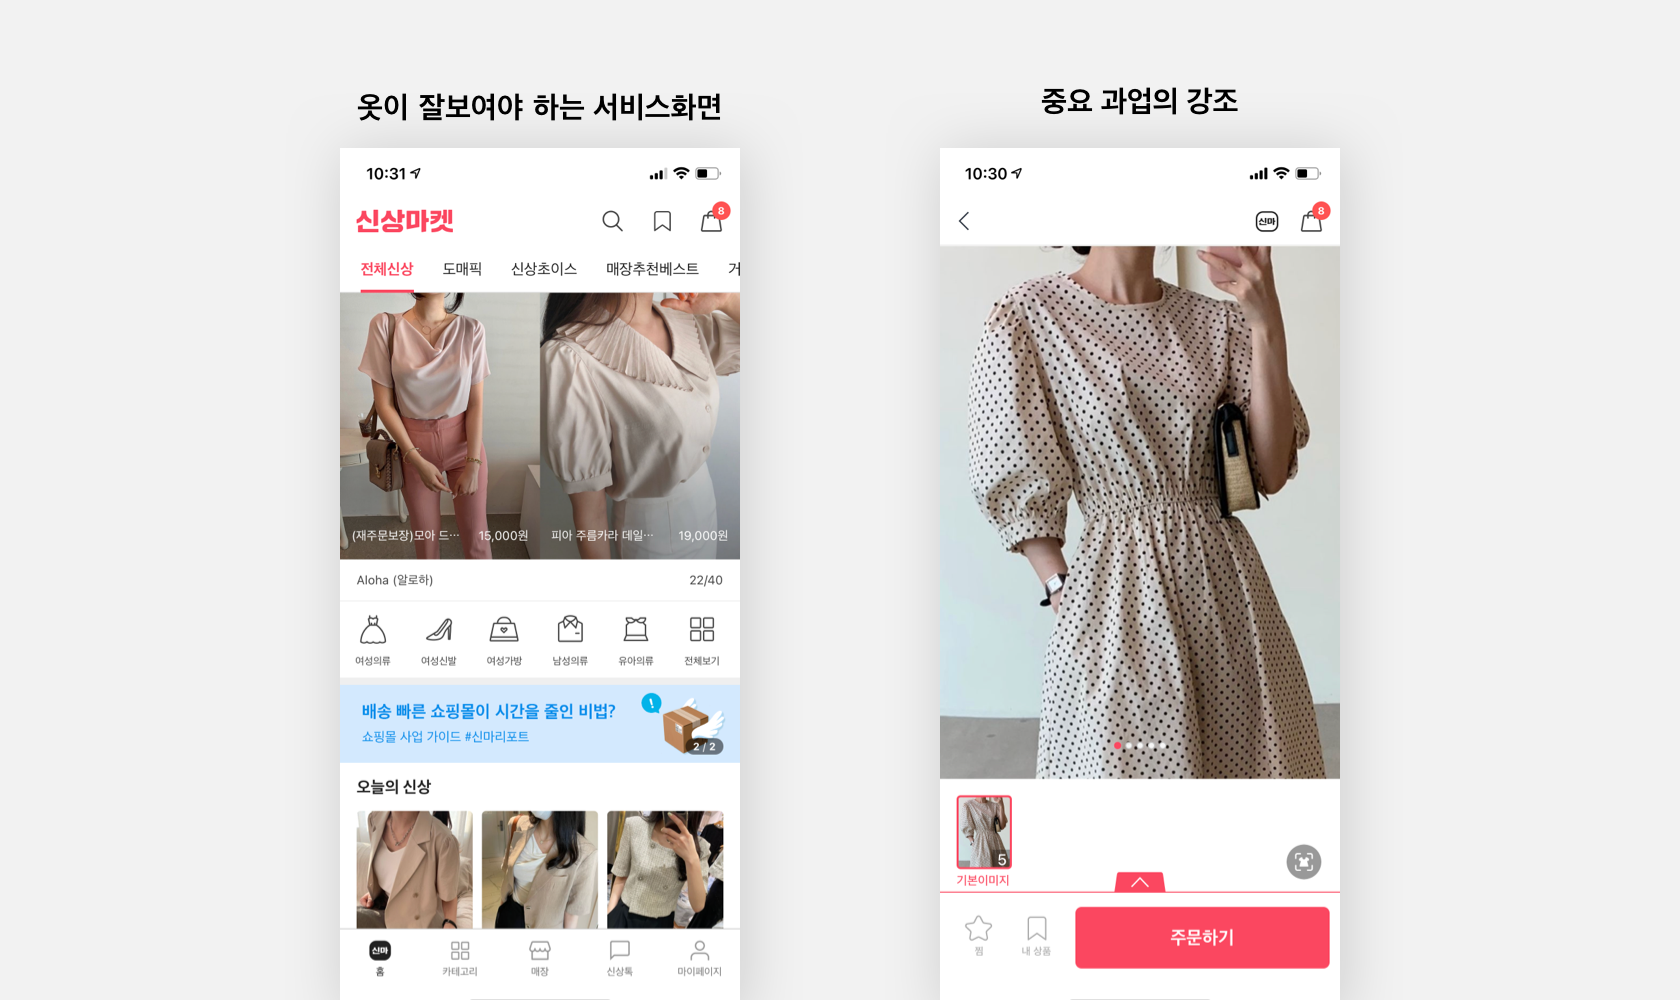 옷이 잘보여야 하는 서비스화면
10:31
신상마켓
8
전체신상 도매픽 신상초이스 매장추천베스트 거
(재주문보장)모아 드··· 15,000원
피아 주름카라 데일··· 19,000원
Aloha (알로하) 22/40
여성의류 여성신발 여성가방 남성의류 유아의류 전체보기
배송 빠른 쇼핑몰이 시간을 줄인 비법?
쇼핑몰 사업 가이드 #신마리포트
!
2 / 2
오늘의 신상
신마
홈 카테고리 매장 신상톡 마이페이지
중요 과업의 강조
10:30
신마
8
5
기본이미지
찜 내 상품
주문하기